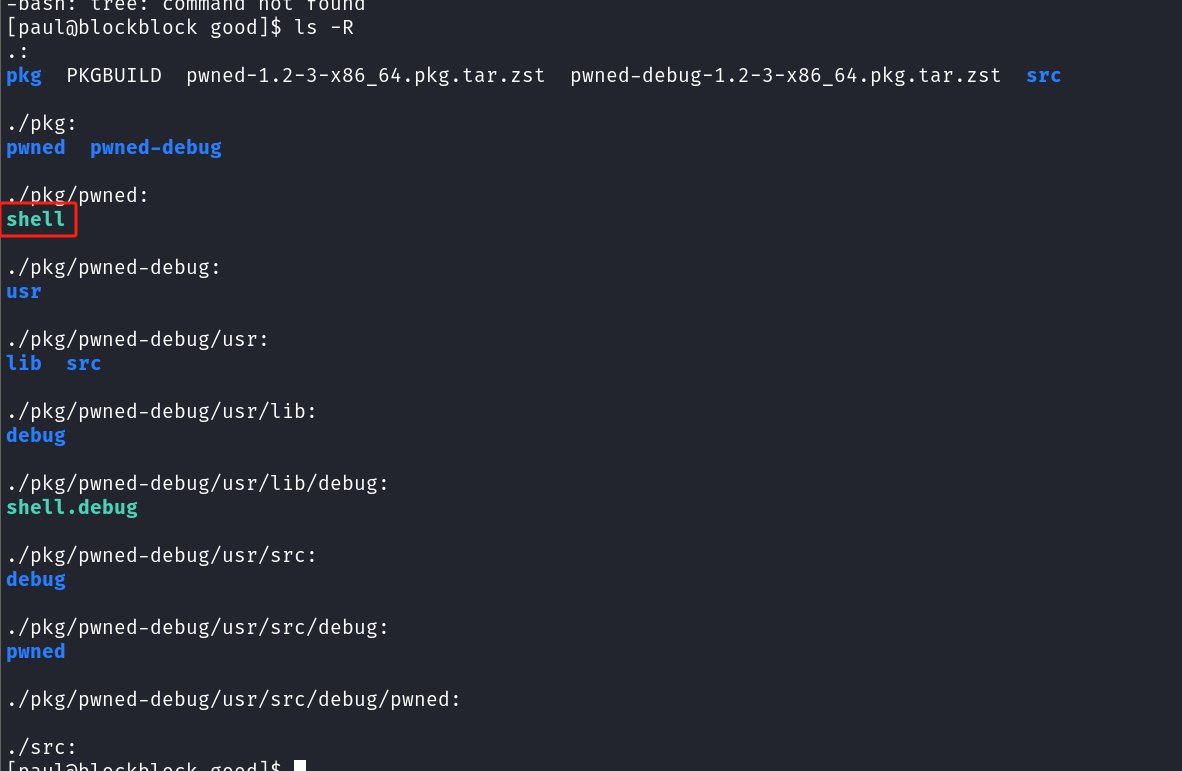 -bash: tree: command not found
[paul@blockblock good]$ ls -R
.:
pkg  PKGBUILD  pwned-1.2-3-x86_64.pkg.tar.zst  pwned-debug-1.2-3-x86_64.pkg.tar.zst  src
./pkg:
pwned  pwned-debug
./pkg/pwned:
shell
./pkg/pwned-debug:
usr
./pkg/pwned-debug/usr:
lib  src
./pkg/pwned-debug/usr/lib:
debug
./pkg/pwned-debug/usr/lib/debug:
shell.debug
./pkg/pwned-debug/usr/src:
debug
./pkg/pwned-debug/usr/src/debug:
pwned
./pkg/pwned-debug/usr/src/debug/pwned:
./src:
[paul@blockblock good]$